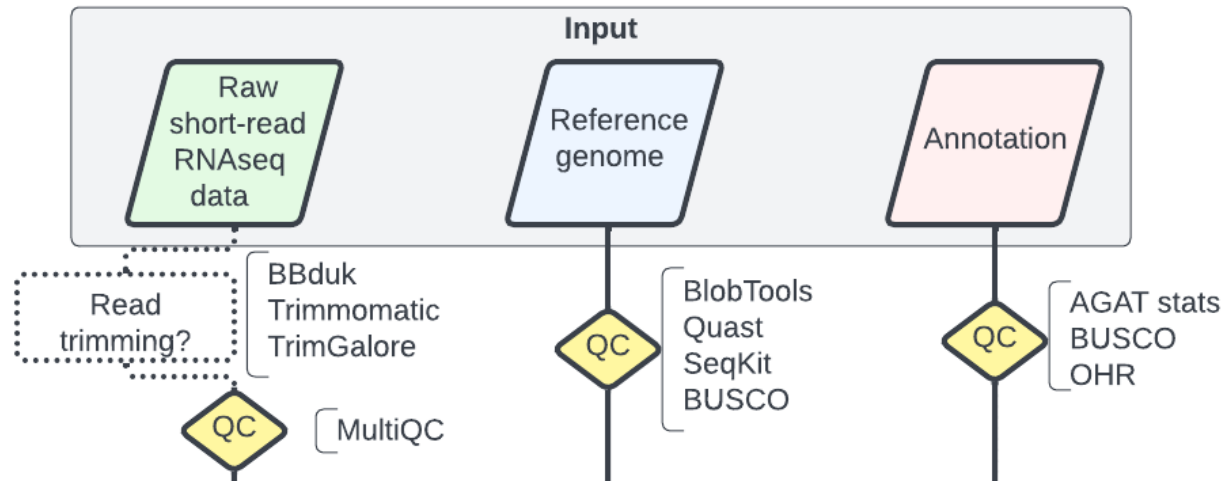 Input
Raw
short-read
RNAseq
data
Reference
genome
Annotation
Read
trimming?
BBduk
Trimmomatic
TrimGalore
QC
MultiQC
QC
BlobTools
Quast
SeqKit
BUSCO
QC
AGAT stats
BUSCO
OHR